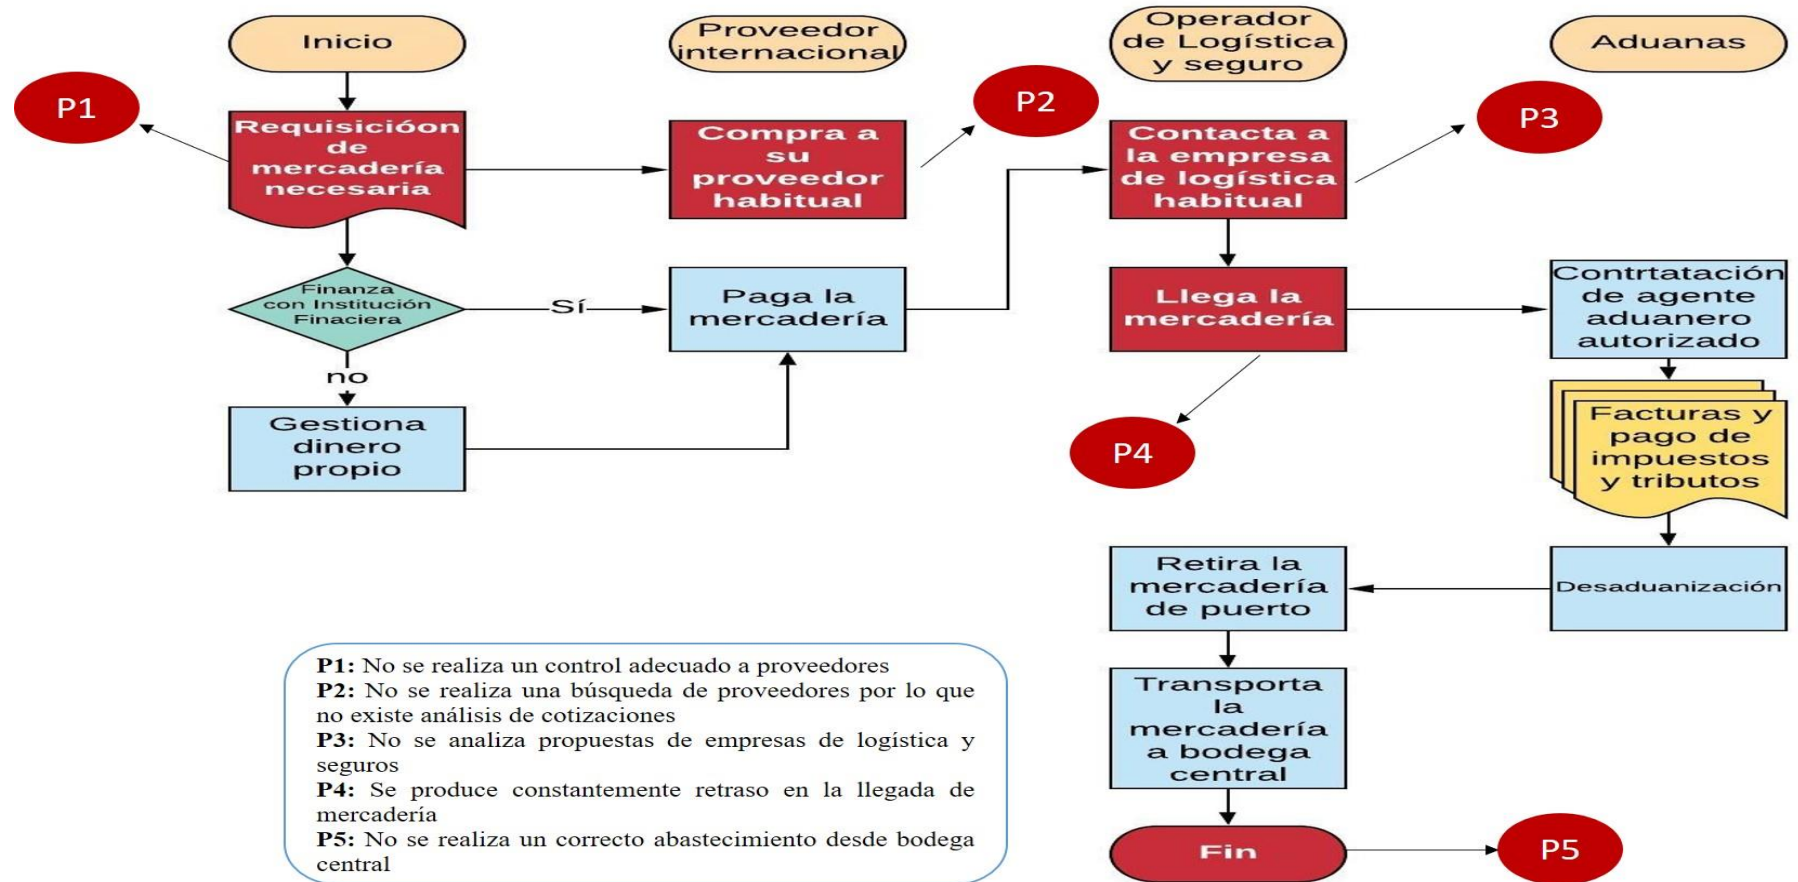 Inicio
Proveedor
internacional
Operador
de Logística
y seguro
Aduanas
P1
P2
P3
Requisicióon
de
mercadería
necesaria
Compra a
su
proveedor
habitual
Contacta a
la empresa
de logística
habitual
Finanza
con Institución
Finaciera
Sí
Paga la
mercadería
Llega la
mercadería
Contrtatación
de agente
aduanero
autorizado
no
Gestiona
dinero
propio
P4
Facturas y
pago de
impuestos
y tributos
Retira la
mercadería
de puerto
Desaduanización
Transporta
la
mercadería
a bodega
central
Fin
P5
P1: No se realiza un control adecuado a proveedores
P2: No se realiza una búsqueda de proveedores por lo que
no existe análisis de cotizaciones
P3: No se analiza propuestas de empresas de logística y
seguros
P4: Se produce constantemente retraso en la llegada de
mercadería
P5: No se realiza un correcto abastecimiento desde bodega
central